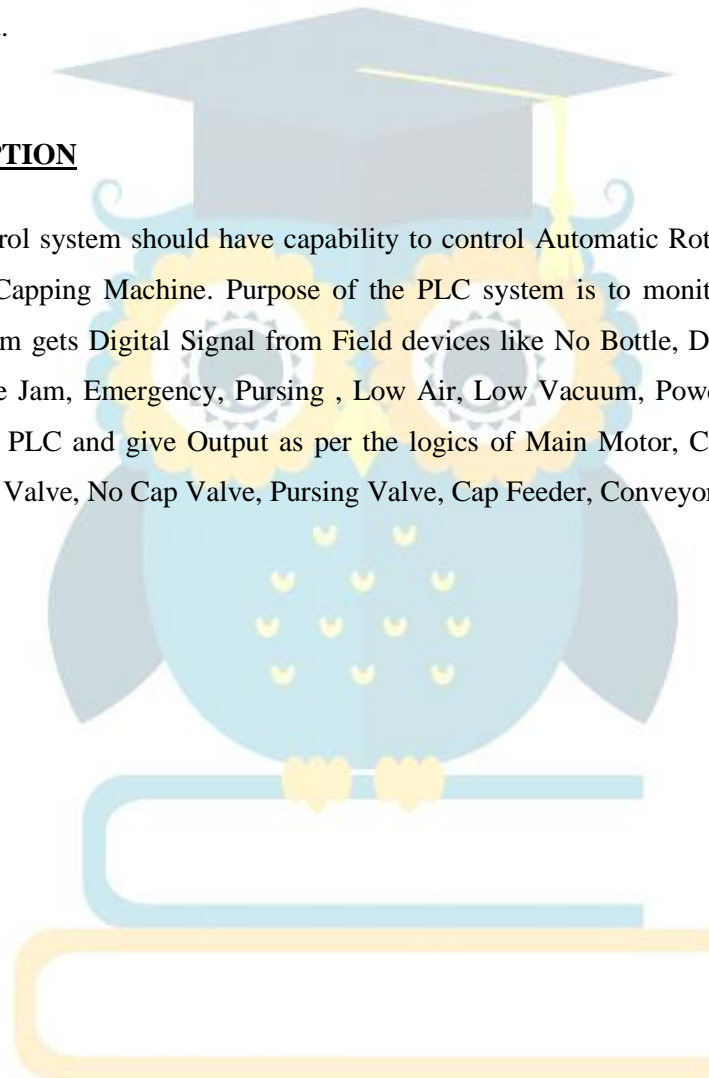 .
PTION
rol system should have capability to control Automatic Rot
Capping Machine. Purpose of the PLC system is to monit
m gets Digital Signal from Field devices like No Bottle, D
e Jam, Emergency, Pursing , Low Air, Low Vacuum, Powe
PLC and give Output as per the logics of Main Motor, C
Valve, No Cap Valve, Pursing Valve, Cap Feeder, Conveyor